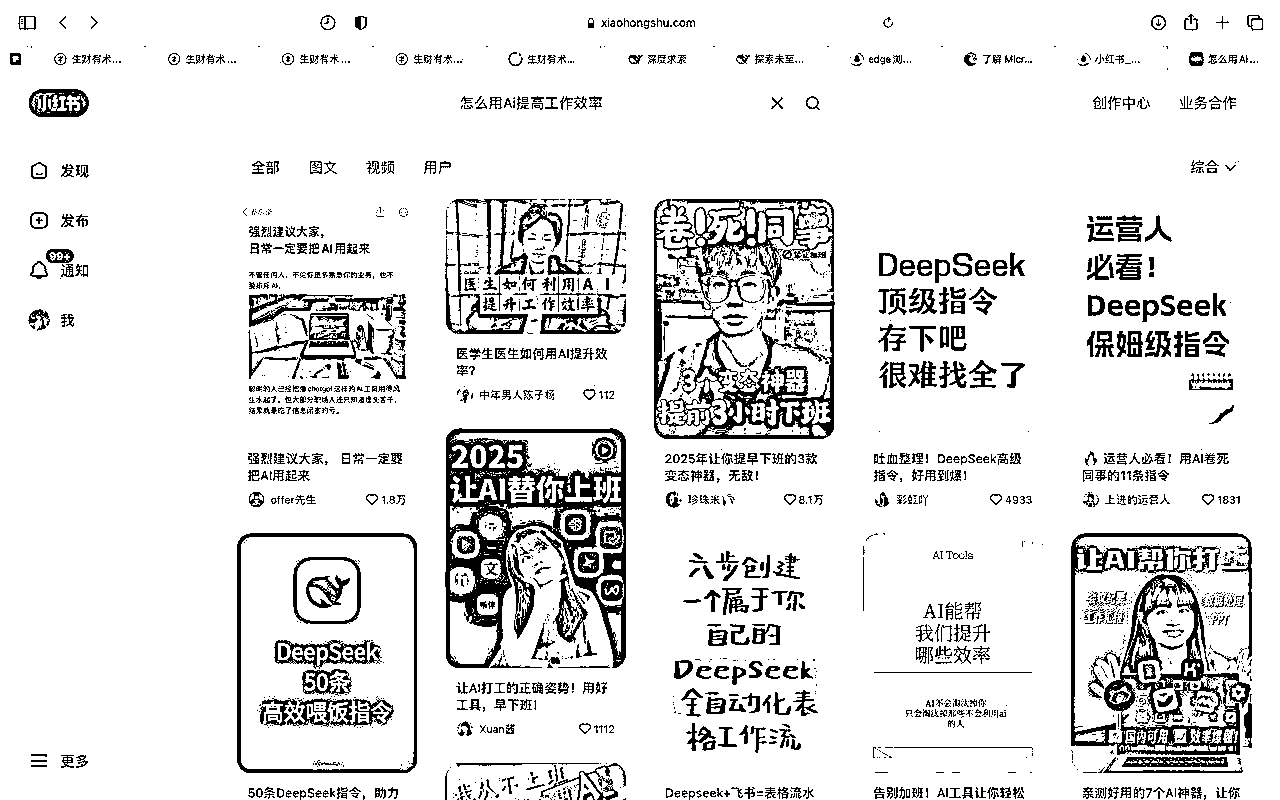 xiaohongshu.com
生财有术...
生财有术...
生财有术...
生财有术...
生财有术...
深度求索
探索未至...
edge 浏...
了解 Micr...
小红书_...
怎么用AI...
小红书
怎么用Ai提高工作效率
创作中心
业务合作
发现
发布
99+
通知
我
更多
全部
图文
视频
用户
综合
强烈建议大家，
日常一定要把AI用起来
强烈建议大家， 日常一定要
把AI用起来
offer先生
1.8万
DeepSeek
50条
高效喂饭指令
50条DeepSeek指令，助力
医生如何利用AI
提升工作效率
医学生医生如何用AI提升效
率？
112
2025
让AI替你上班
让AI打工的正确姿势！用好
工具，早下班！
Xuan酱
1112
我从不上班
卷!死!同事
3个变态神器
提前3小时下班
2025年让你提早下班的3款
变态神器，无敌！
8.1万
六步创建
一个属于你
自己的
DeepSeek
全自动化表
格工作流
Deepseek+飞书=表格流水
DeepSeek
顶级指令
存下吧
很难找全了
吐血整理！DeepSeek高级
指令，好用到爆！
彩虹吖
4933
AI Tools
AI能帮
我们提升
哪些效率
AI不会淘汰掉你
只会淘汰掉那些不会利用ai
的人
告别加班！AI工具让你轻松
运营人
必看！
DeepSeek
保姆级指令
运营人必看！用AI卷死
同事的11条指令
上进的运营人
1831
让AI帮你打工
PPT
国内可用
效率爆棚!
亲测好用的7个AI神器，让你